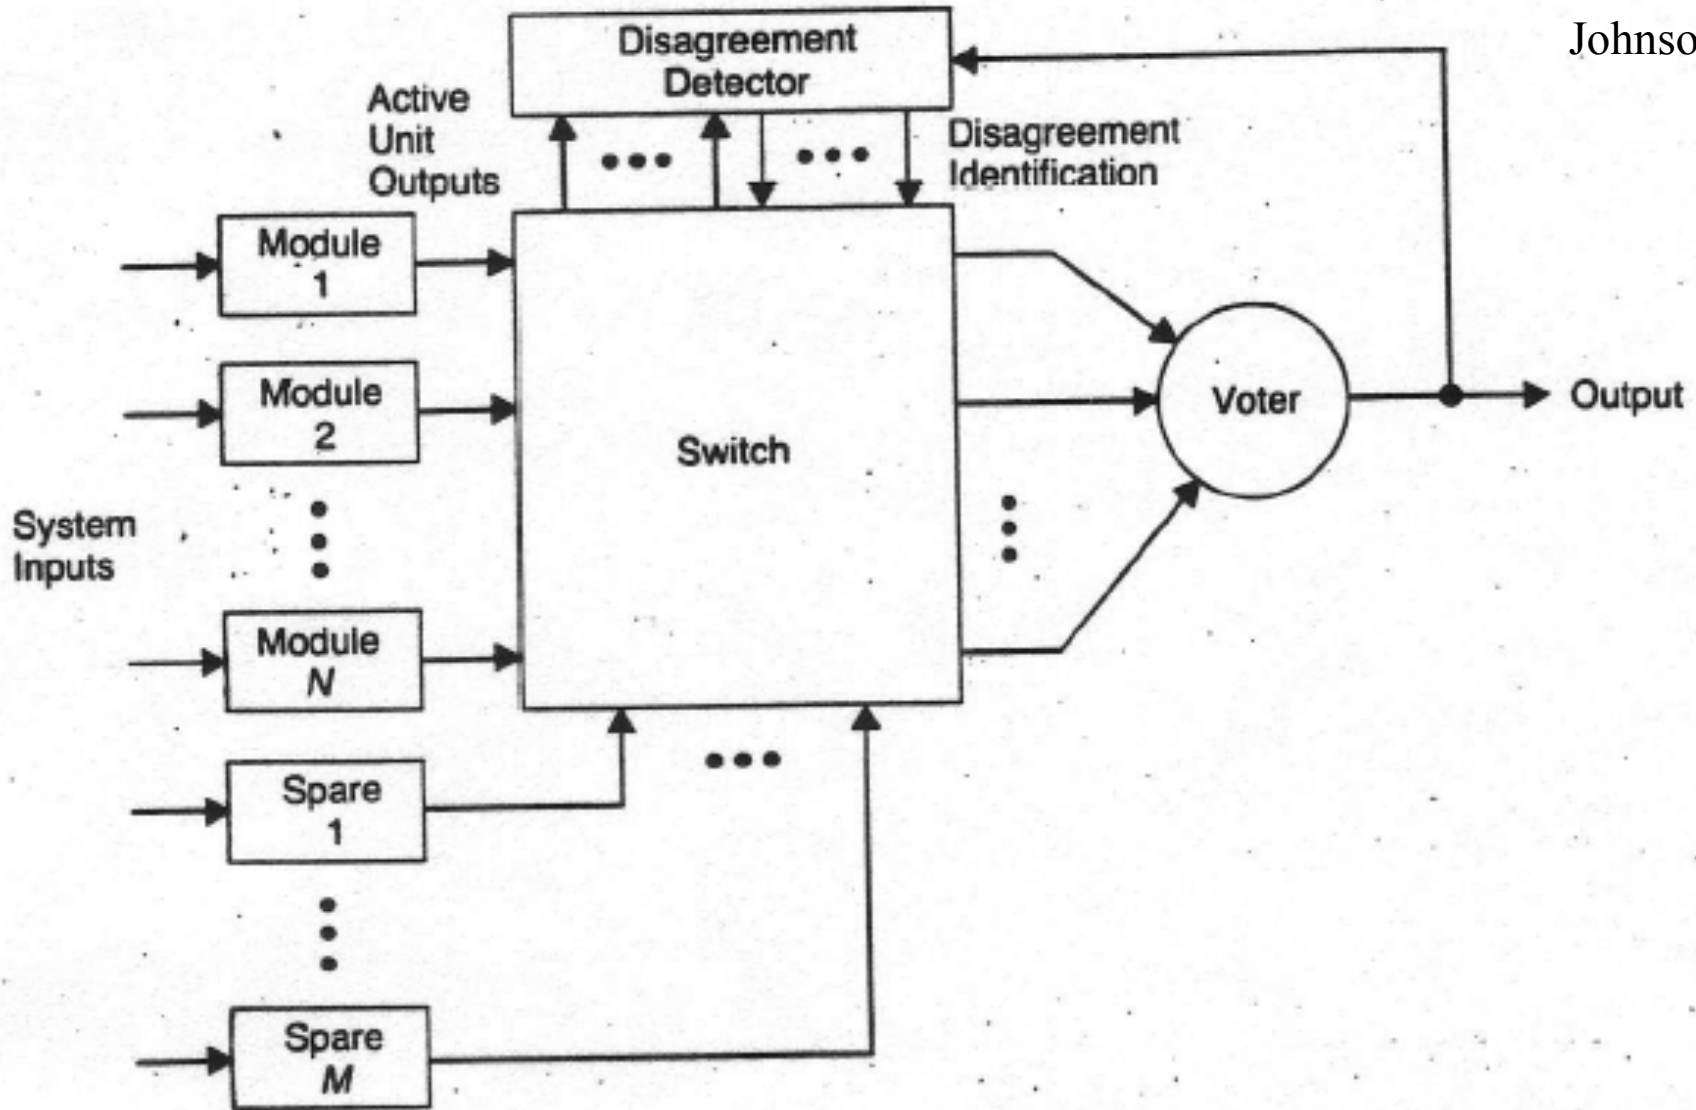 Disagreement
Detector
Johnso
Active
Unit
Outputs
Disagreement
Identification
Module
1
Module
2
System
Inputs
Module
N
Spare
1
Spare
M
Switch
Voter
Output